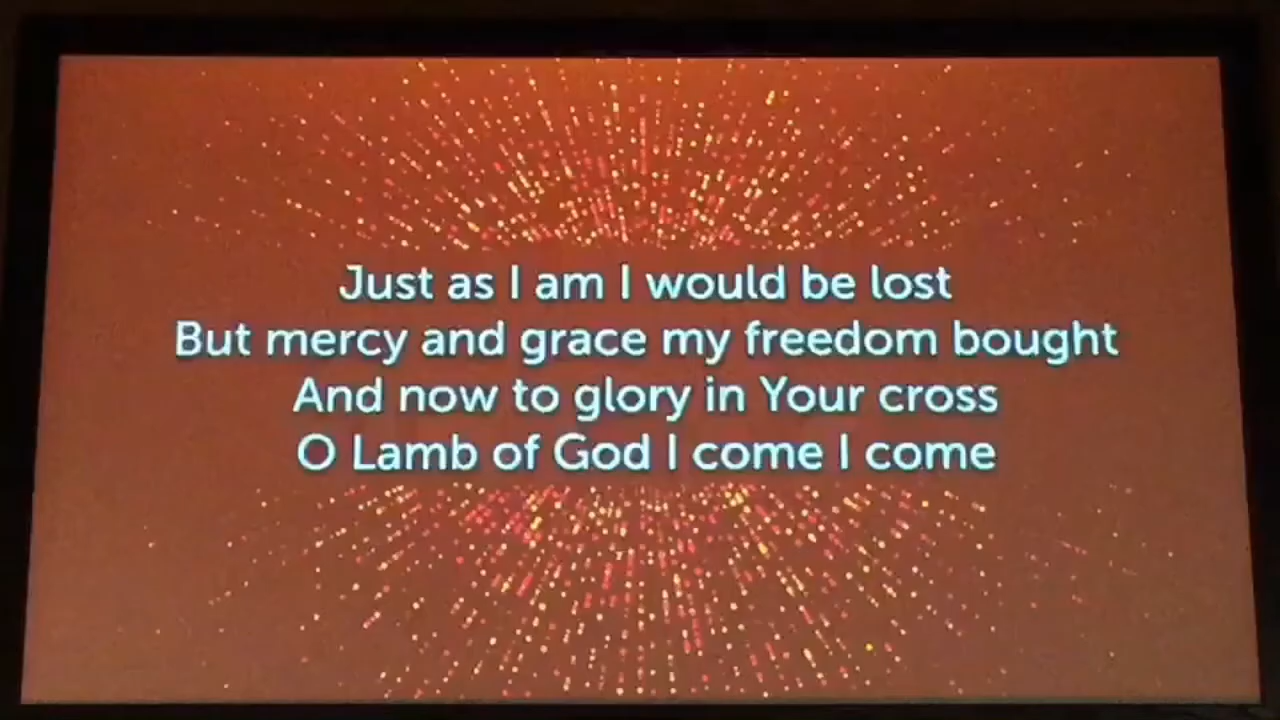 Just as I am I would be lost
But mercy and grace my freedom bought
And now to glory in Your cross
O Lamb of God I come I come